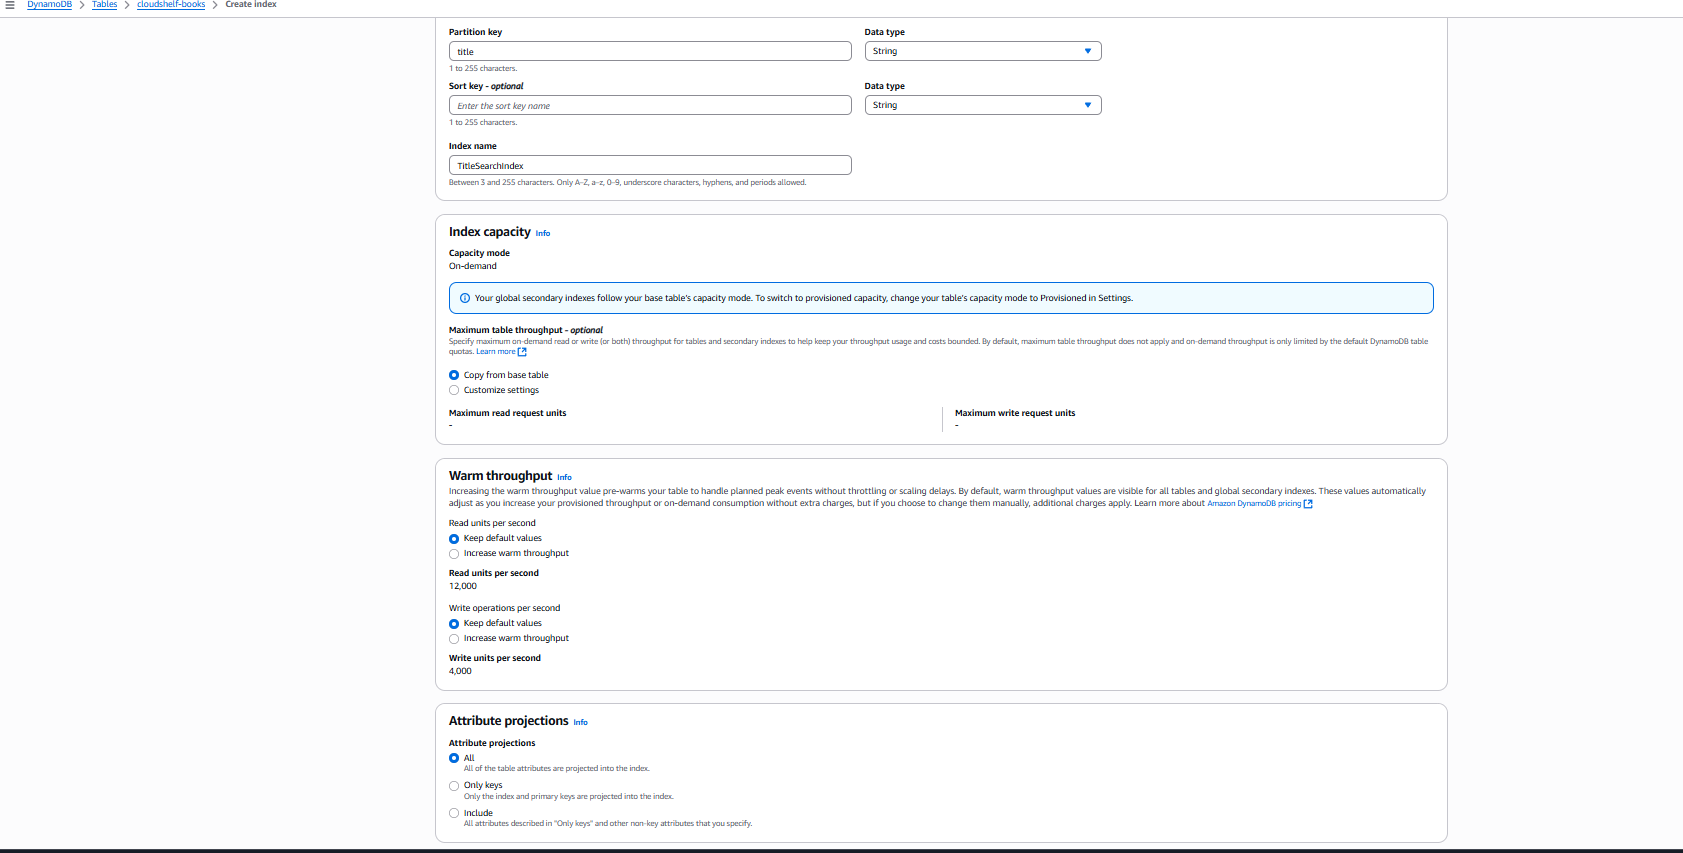 DynamoDB > Tables > cloudshelf-books > Create index
Partition key
Data type
title
String
1 to 255 characters.
Sort key - optional
Data type
Enter the sort key name
String
1 to 255 characters.
Index name
TitleSearchIndex
Between 3 and 255 characters. Only A–Z, a–z, 0–9, underscore characters, hyphens, and periods allowed.
Index capacity Info
Capacity mode
On-demand
Your global secondary indexes follow your base table's capacity mode. To switch to provisioned capacity, change your table's capacity mode to Provisioned in Settings.
Maximum table throughput - optional
Specify maximum on-demand read or write (or both) throughput for tables and secondary indexes to help keep your throughput usage and costs bounded. By default, maximum table throughput does not apply and on-demand throughput is only limited by the default DynamoDB table
quotas. Learn more
Copy from base table
Customize settings
Maximum read request units
Maximum write request units
-
-
Warm throughput Info
Increasing the warm throughput value pre-warms your table to handle planned peak events without throttling or scaling delays. By default, warm throughput values are visible for all tables and global secondary indexes. These values automatically
adjust as you increase your provisioned throughput or on-demand consumption without extra charges, but if you choose to change them manually, additional charges apply. Learn more about Amazon DynamoDB pricing
Read units per second
Keep default values
Increase warm throughput
Read units per second
12,000
Write operations per second
Keep default values
Increase warm throughput
Write units per second
4,000
Attribute projections Info
Attribute projections
All
All of the table attributes are projected into the index.
Only keys
Only the index and primary keys are projected into the index.
Include
All attributes described in "Only keys" and other non-key attributes that you specify.